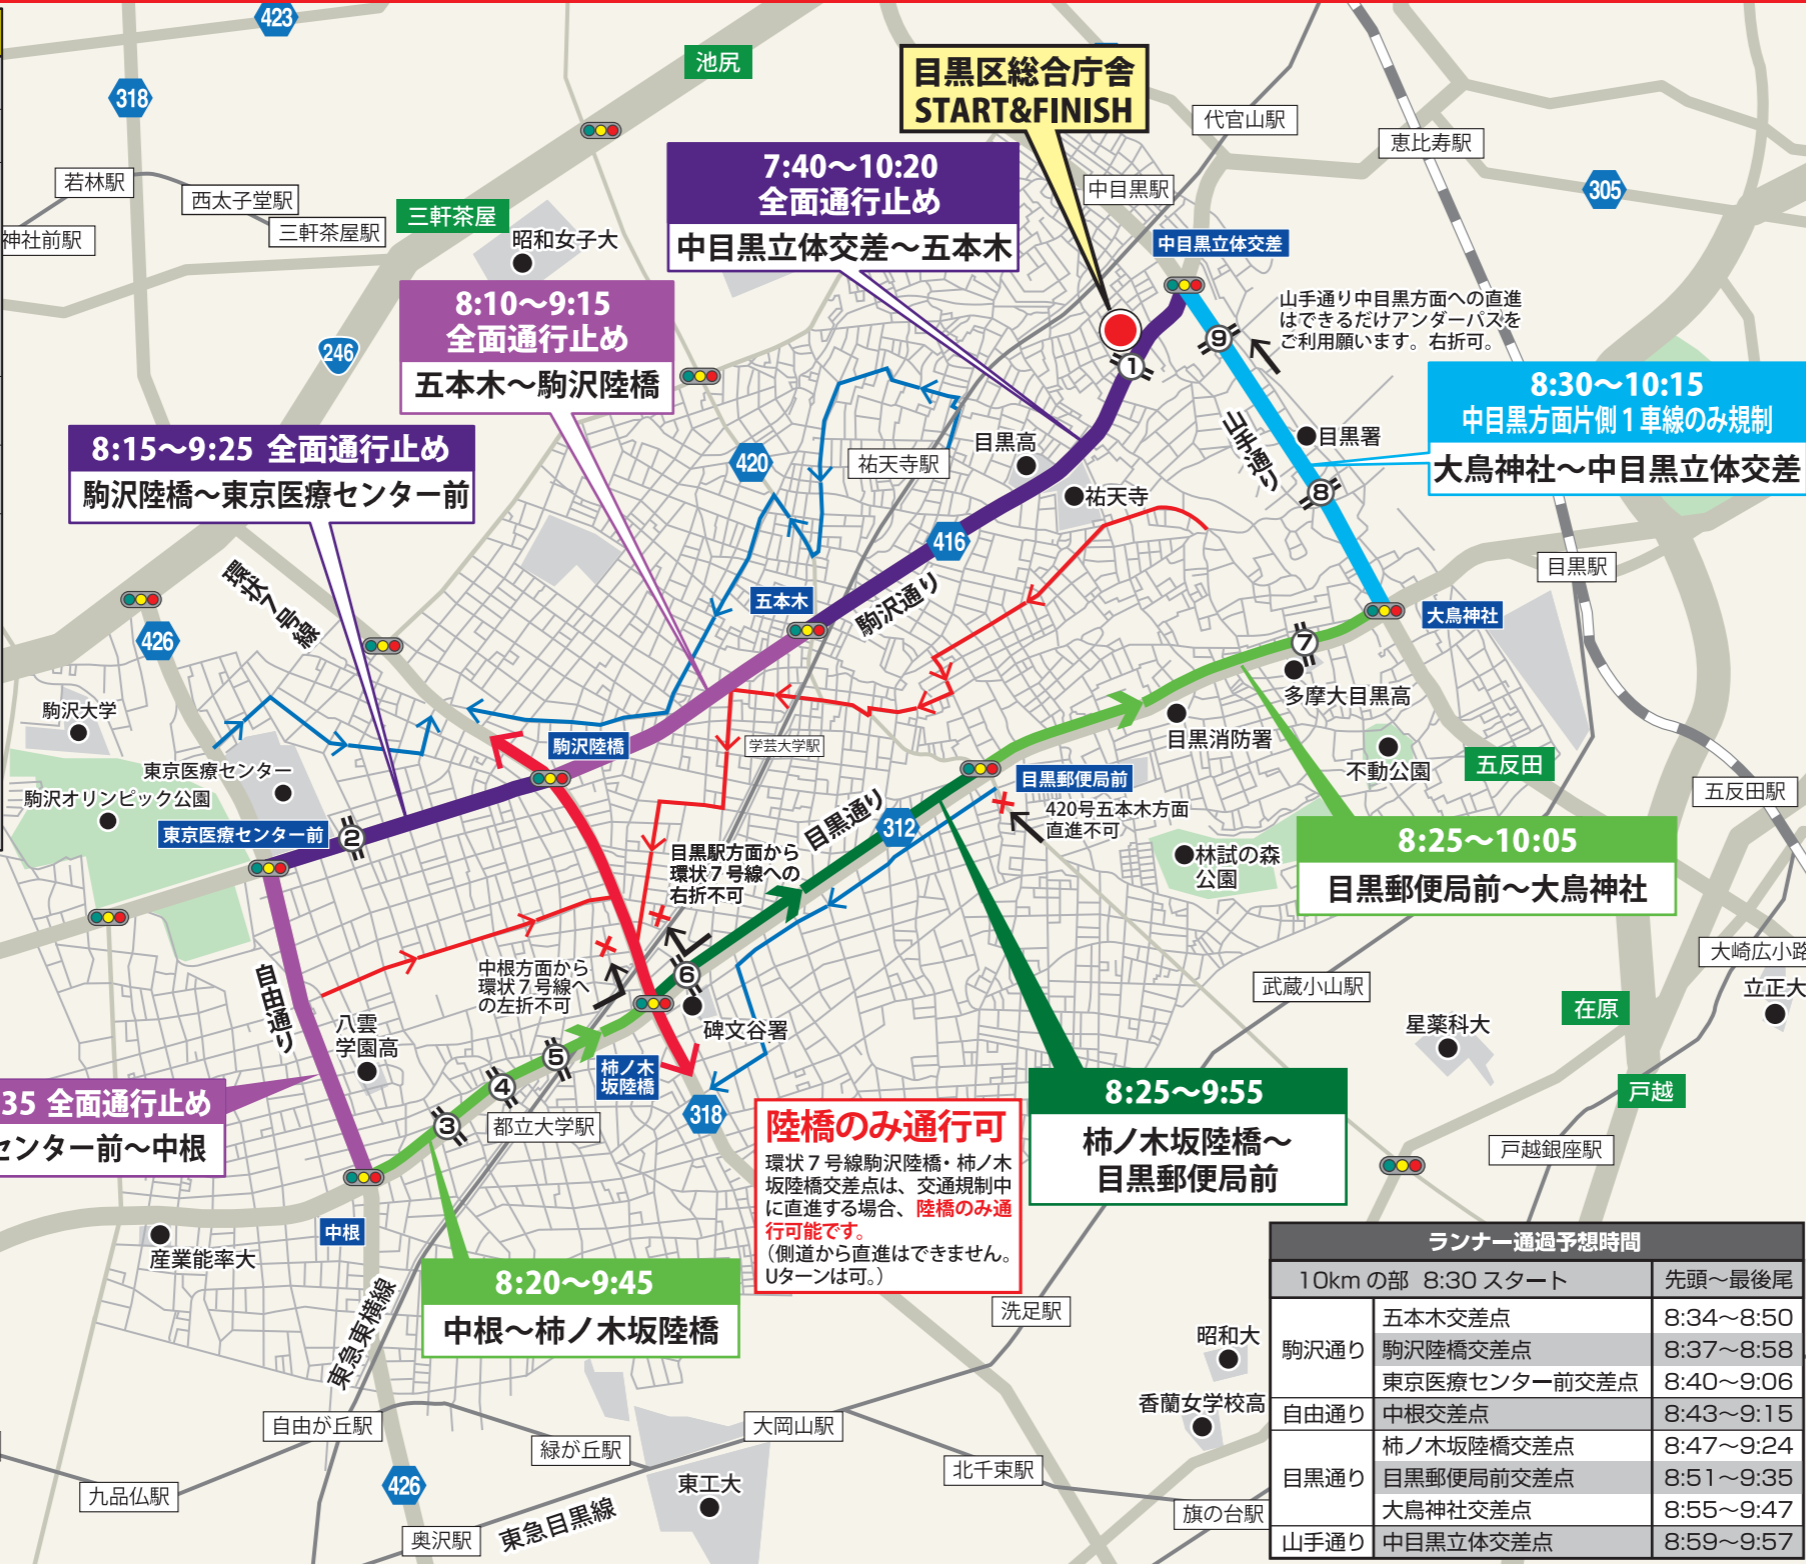 423
318
池尻
目黒区総合庁舎
START&FINISH
代官山駅
恵比寿駅
305
若林駅
西太子堂駅
三軒茶屋駅
神社前駅
三軒茶屋
昭和女子大
7:40〜10:20
全面通行止め
中目黒立体交差〜五本木
中目黒駅
中目黒立体交差
8:10〜9:15
全面通行止め
五本木〜駒沢陸橋
246
山手通り中目黒方面への直進
はできるだけアンダーパスを
ご利用願います。右折可。
9
1
8:30〜10:15
中目黒方面片側1車線のみ規制
大鳥神社〜中目黒立体交差
8:15〜9:25 全面通行止め
駒沢陸橋〜東京医療センター前
420
祐天寺駅
目黒高
祐天寺
山手通り
目黒署
8
416
環状7号線
426
五本木
駒沢通り
目黒駅
大鳥神社
7
多摩大目黒高
駒沢大学
東京医療センター
駒沢オリンピック公園
駒沢陸橋
学芸大学駅
目黒消防署
不動公園
五反田
五反田駅
目黒郵便局前
420号五本木方面
直進不可
東京医療センター前
2
目黒通り
312
目黒駅方面から
環状7号線への
右折不可
林試の森
公園
8:25〜10:05
目黒郵便局前〜大鳥神社
自由通り
中根方面から
環状7号線へ
の左折不可
6
碑文谷署
武蔵小山駅
大崎広小路
立正大
在原
星薬科大
八雲
学園高
5
4
3
柿ノ木
坂陸橋
都立大学駅
318
35 全面通行止め
センター前〜中根
8:25〜9:55
柿ノ木坂陸橋〜
目黒郵便局前
戸越
戸越銀座駅
陸橋のみ通行可
環状7号線駒沢陸橋・柿ノ木
坂陸橋交差点は、交通規制中
に直進する場合、陸橋のみ通
行可能です。
(側道から直進はできません。
Uターンは可。)
中根
産業能率大
8:20〜9:45
中根〜柿ノ木坂陸橋
東急東横線
洗足駅
昭和大
香蘭女学校高
自由が丘駅
緑が丘駅
大岡山駅
北千束駅
旗の台駅
九品仏駅
426
奥沢駅
東急目黒線
東工大
ランナー通過予想時間
10kmの部 8:30スタート 先頭〜最後尾
駒沢通り 五本木交差点 8:34〜8:50
駒沢陸橋交差点 8:37〜8:58
東京医療センター前交差点 8:40〜9:06
自由通り 中根交差点 8:43〜9:15
目黒通り 柿ノ木坂陸橋交差点 8:47〜9:24
目黒郵便局前交差点 8:51〜9:35
大鳥神社交差点 8:55〜9:47
山手通り 中目黒立体交差点 8:59〜9:57